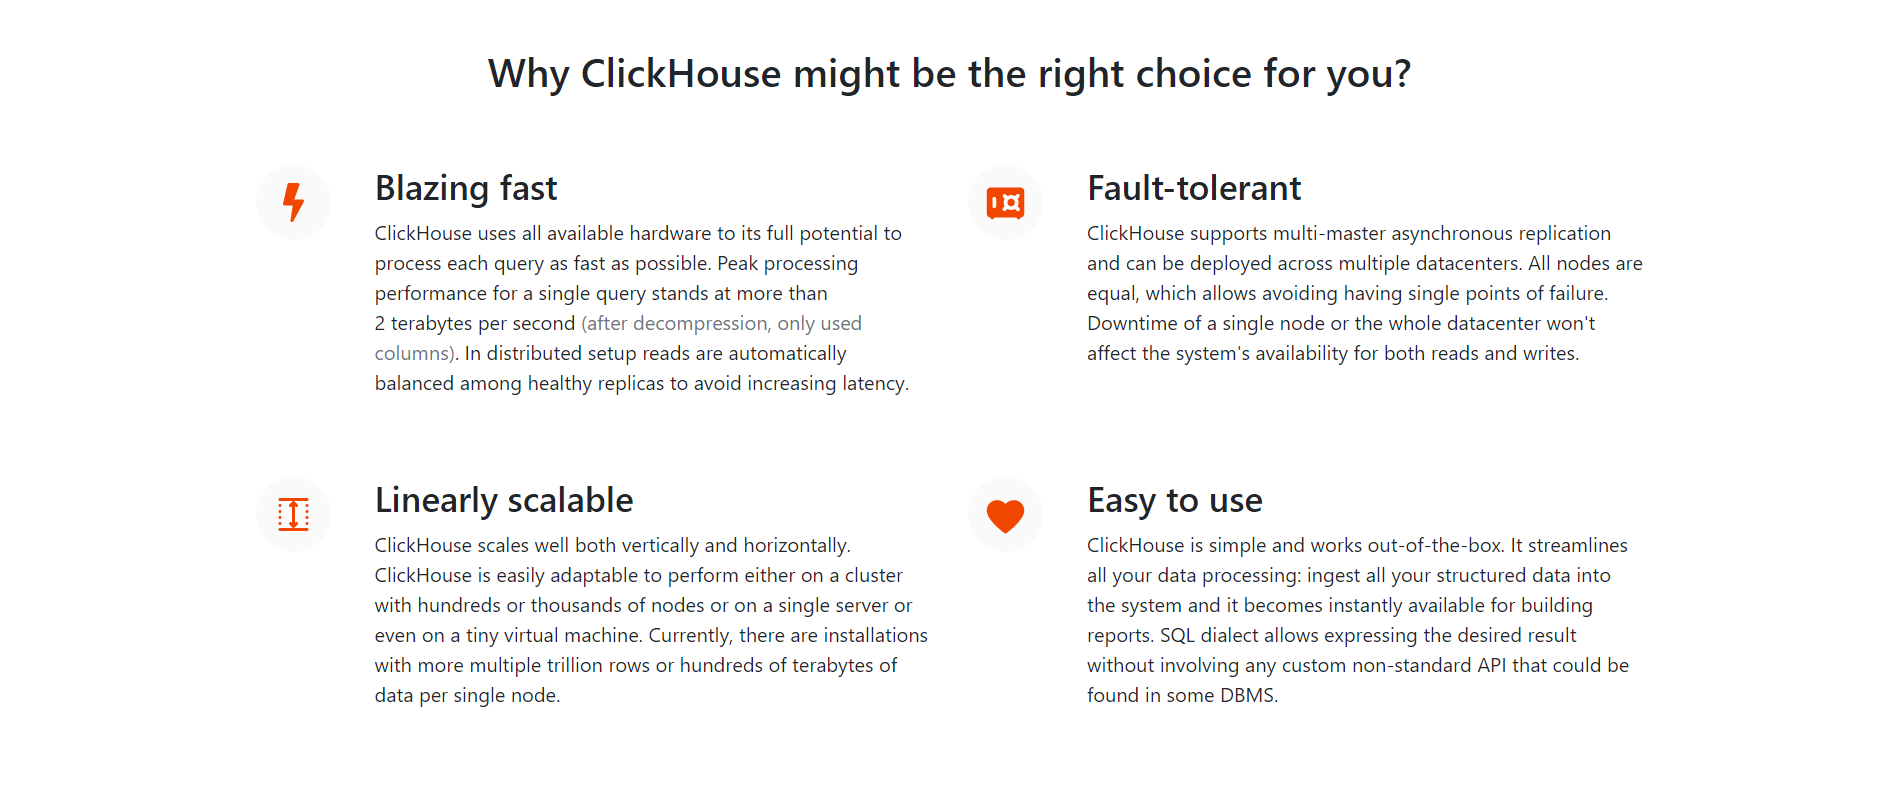 Why ClickHouse might be the right choice for you?
Blazing fast
ClickHouse uses all available hardware to its full potential to
process each query as fast as possible. Peak processing
performance for a single query stands at more than
2 terabytes per second (after decompression, only used
columns). In distributed setup reads are automatically
balanced among healthy replicas to avoid increasing latency.
Fault-tolerant
ClickHouse supports multi-master asynchronous replication
and can be deployed across multiple datacenters. All nodes are
equal, which allows avoiding having single points of failure.
Downtime of a single node or the whole datacenter won't
affect the system's availability for both reads and writes.
Linearly scalable
ClickHouse scales well both vertically and horizontally.
ClickHouse is easily adaptable to perform either on a cluster
with hundreds or thousands of nodes or on a single server or
even on a tiny virtual machine. Currently, there are installations
with more multiple trillion rows or hundreds of terabytes of
data per single node.
Easy to use
ClickHouse is simple and works out-of-the-box. It streamlines
all your data processing: ingest all your structured data into
the system and it becomes instantly available for building
reports. SQL dialect allows expressing the desired result
without involving any custom non-standard API that could be
found in some DBMS.